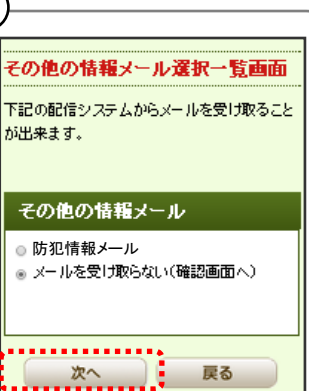 その他の情報メール選択一覧画面
下記の配信システムからメールを受け取ること
が出来ます。
その他の情報メール
防犯情報メール
メールを受け取らない(確認画面へ)
次へ
戻る